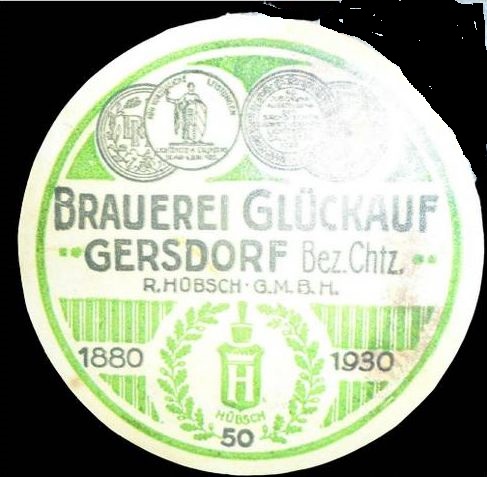 BRAUEREI GLÜCKAUF
GERSDORF Bez. Chtz.
R. HÜBSCH · G.M.B.H.
1880
1930
H
HÜBSCH
50